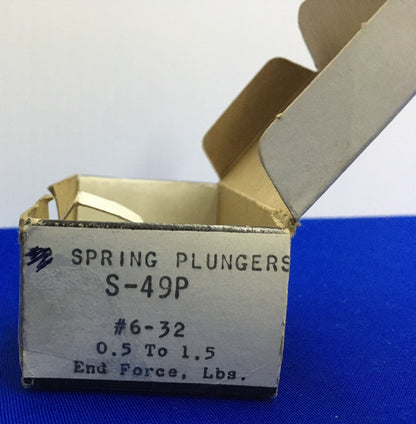 SPRING PLUNGERS
S-49P
#6-32
0.5 To 1.5
End Force, Lbs.